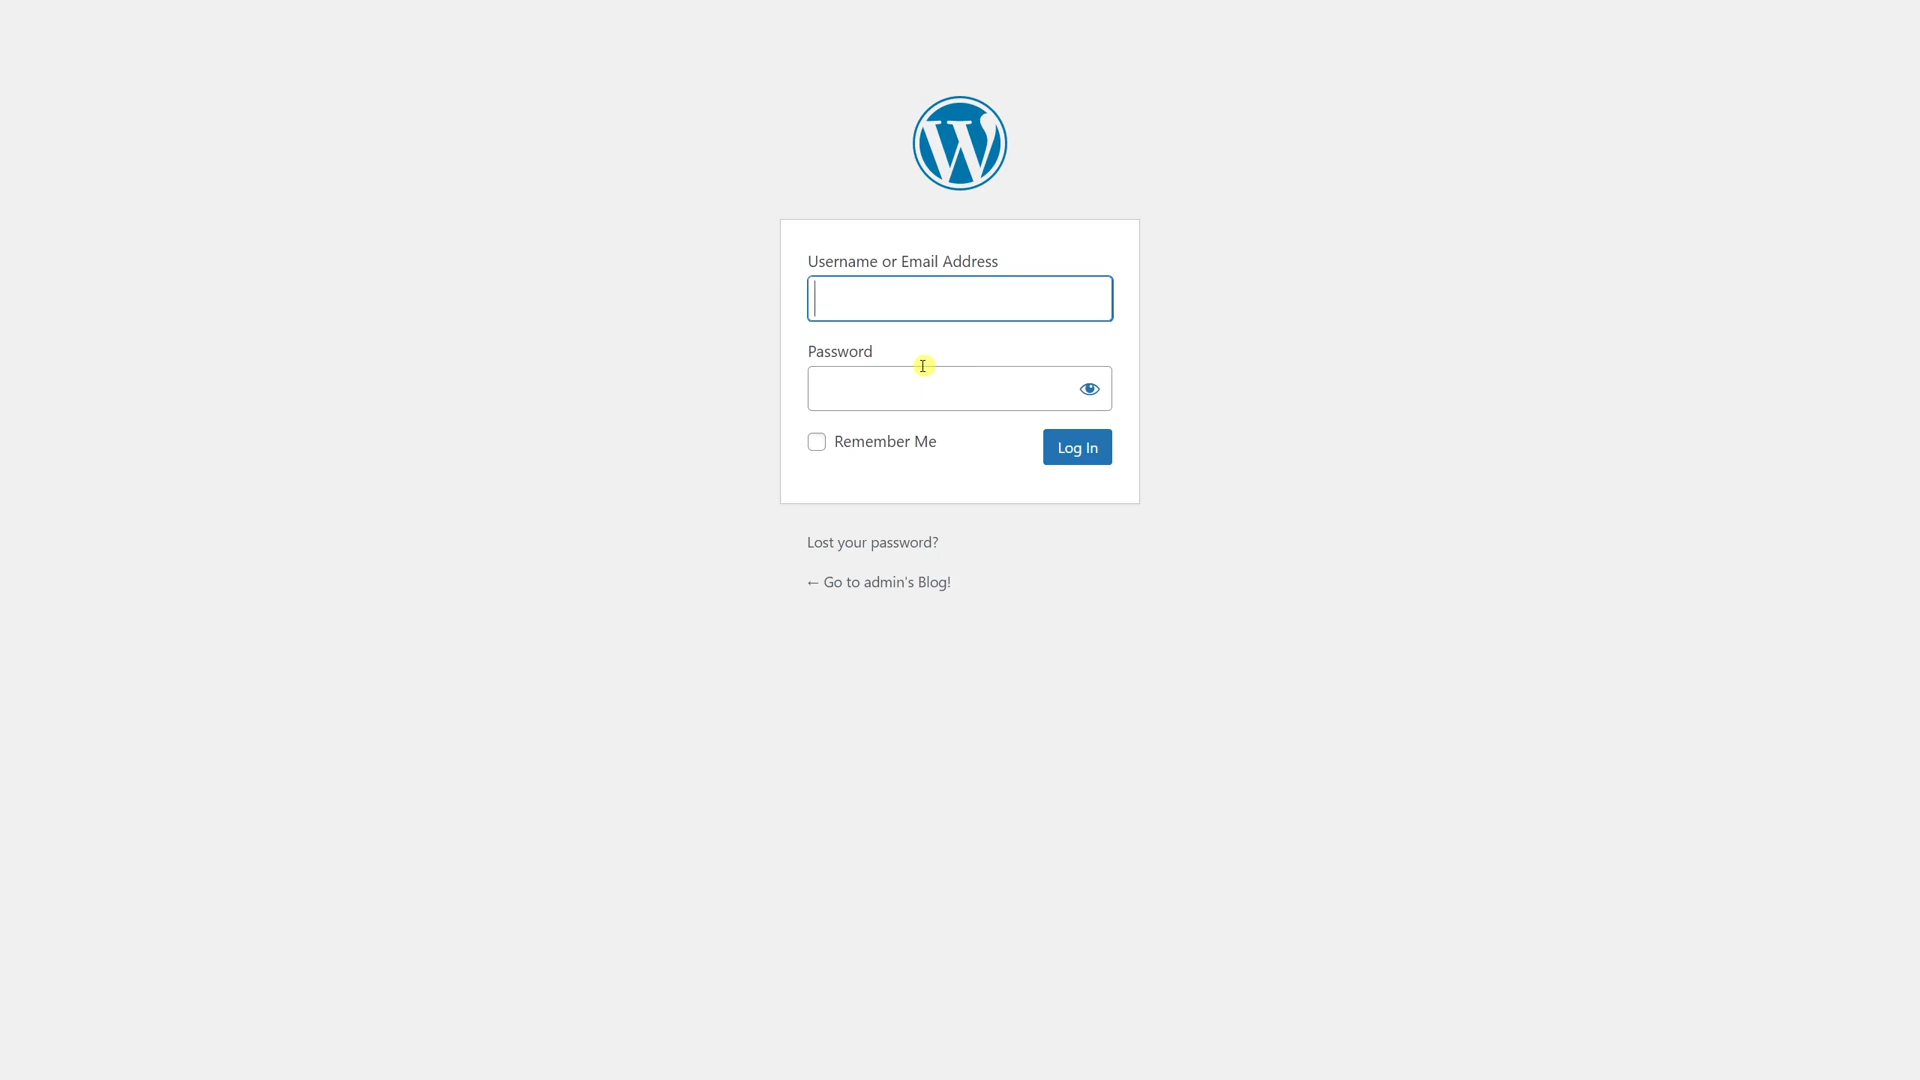 Username or Email Address
Password
Remember Me
Log In
Lost your password?
← Go to admin's Blog!